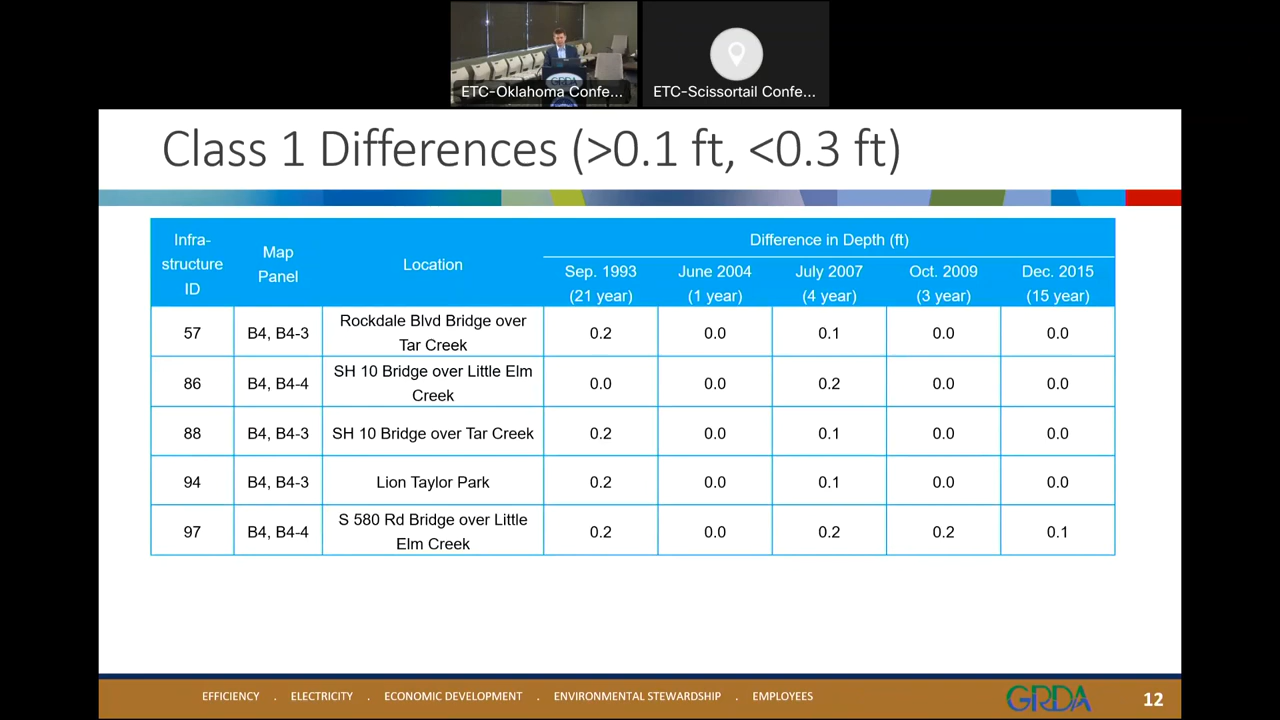 ETC-Oklahoma Confe...
ETC-Scissortail Confe...
GRDA
Class 1 Differences (>0.1 ft, <0.3 ft)
Infra-
structure
ID
Map
Panel
Location
Difference in Depth (ft)
Sep. 1993
(21 year)
June 2004
(1 year)
July 2007
(4 year)
Oct. 2009
(3 year)
Dec. 2015
(15 year)
57 B4, B4-3 Rockdale Blvd Bridge over
Tar Creek 0.2 0.0 0.1 0.0 0.0
86 B4, B4-4 SH 10 Bridge over Little Elm
Creek 0.0 0.0 0.2 0.0 0.0
88 B4, B4-3 SH 10 Bridge over Tar Creek 0.2 0.0 0.1 0.0 0.0
94 B4, B4-3 Lion Taylor Park 0.2 0.0 0.1 0.0 0.0
97 B4, B4-4 S 580 Rd Bridge over Little
Elm Creek 0.2 0.0 0.2 0.2 0.1
EFFICIENCY . ELECTRICITY . ECONOMIC DEVELOPMENT . ENVIRONMENTAL STEWARDSHIP . EMPLOYEES
GRDA
12